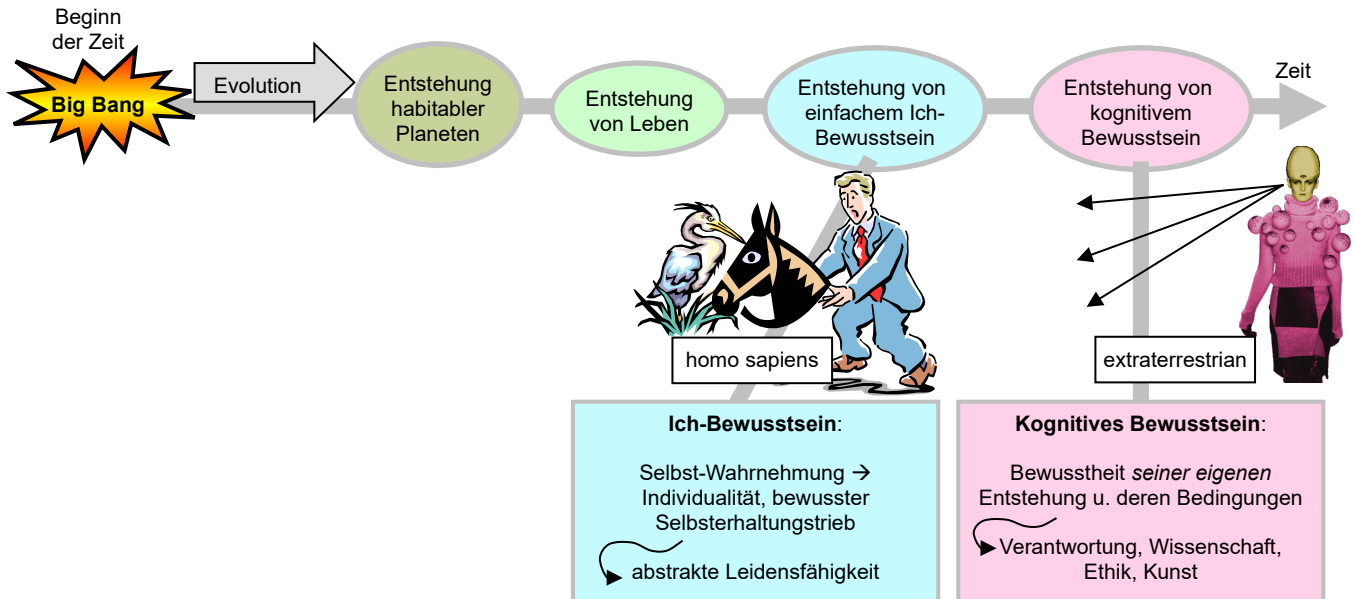 Beginn
der Zeit
Big Bang
Evolution
Entstehung
habitabler
Planeten
Entstehung
von Leben
Entstehung von
einfachem Ich-
Bewusstsein
Entstehung von
kognitivem
Bewusstsein
Zeit
homo sapiens
extraterrestrian
Ich-Bewusstsein:
Selbst-Wahrnehmung →
Individualität, bewusster
Selbsterhaltungstrieb
abstrakte Leidensfähigkeit
Kognitives Bewusstsein:
Bewusstheit seiner eigenen
Entstehung u. deren Bedingungen
Verantwortung, Wissenschaft,
Ethik, Kunst